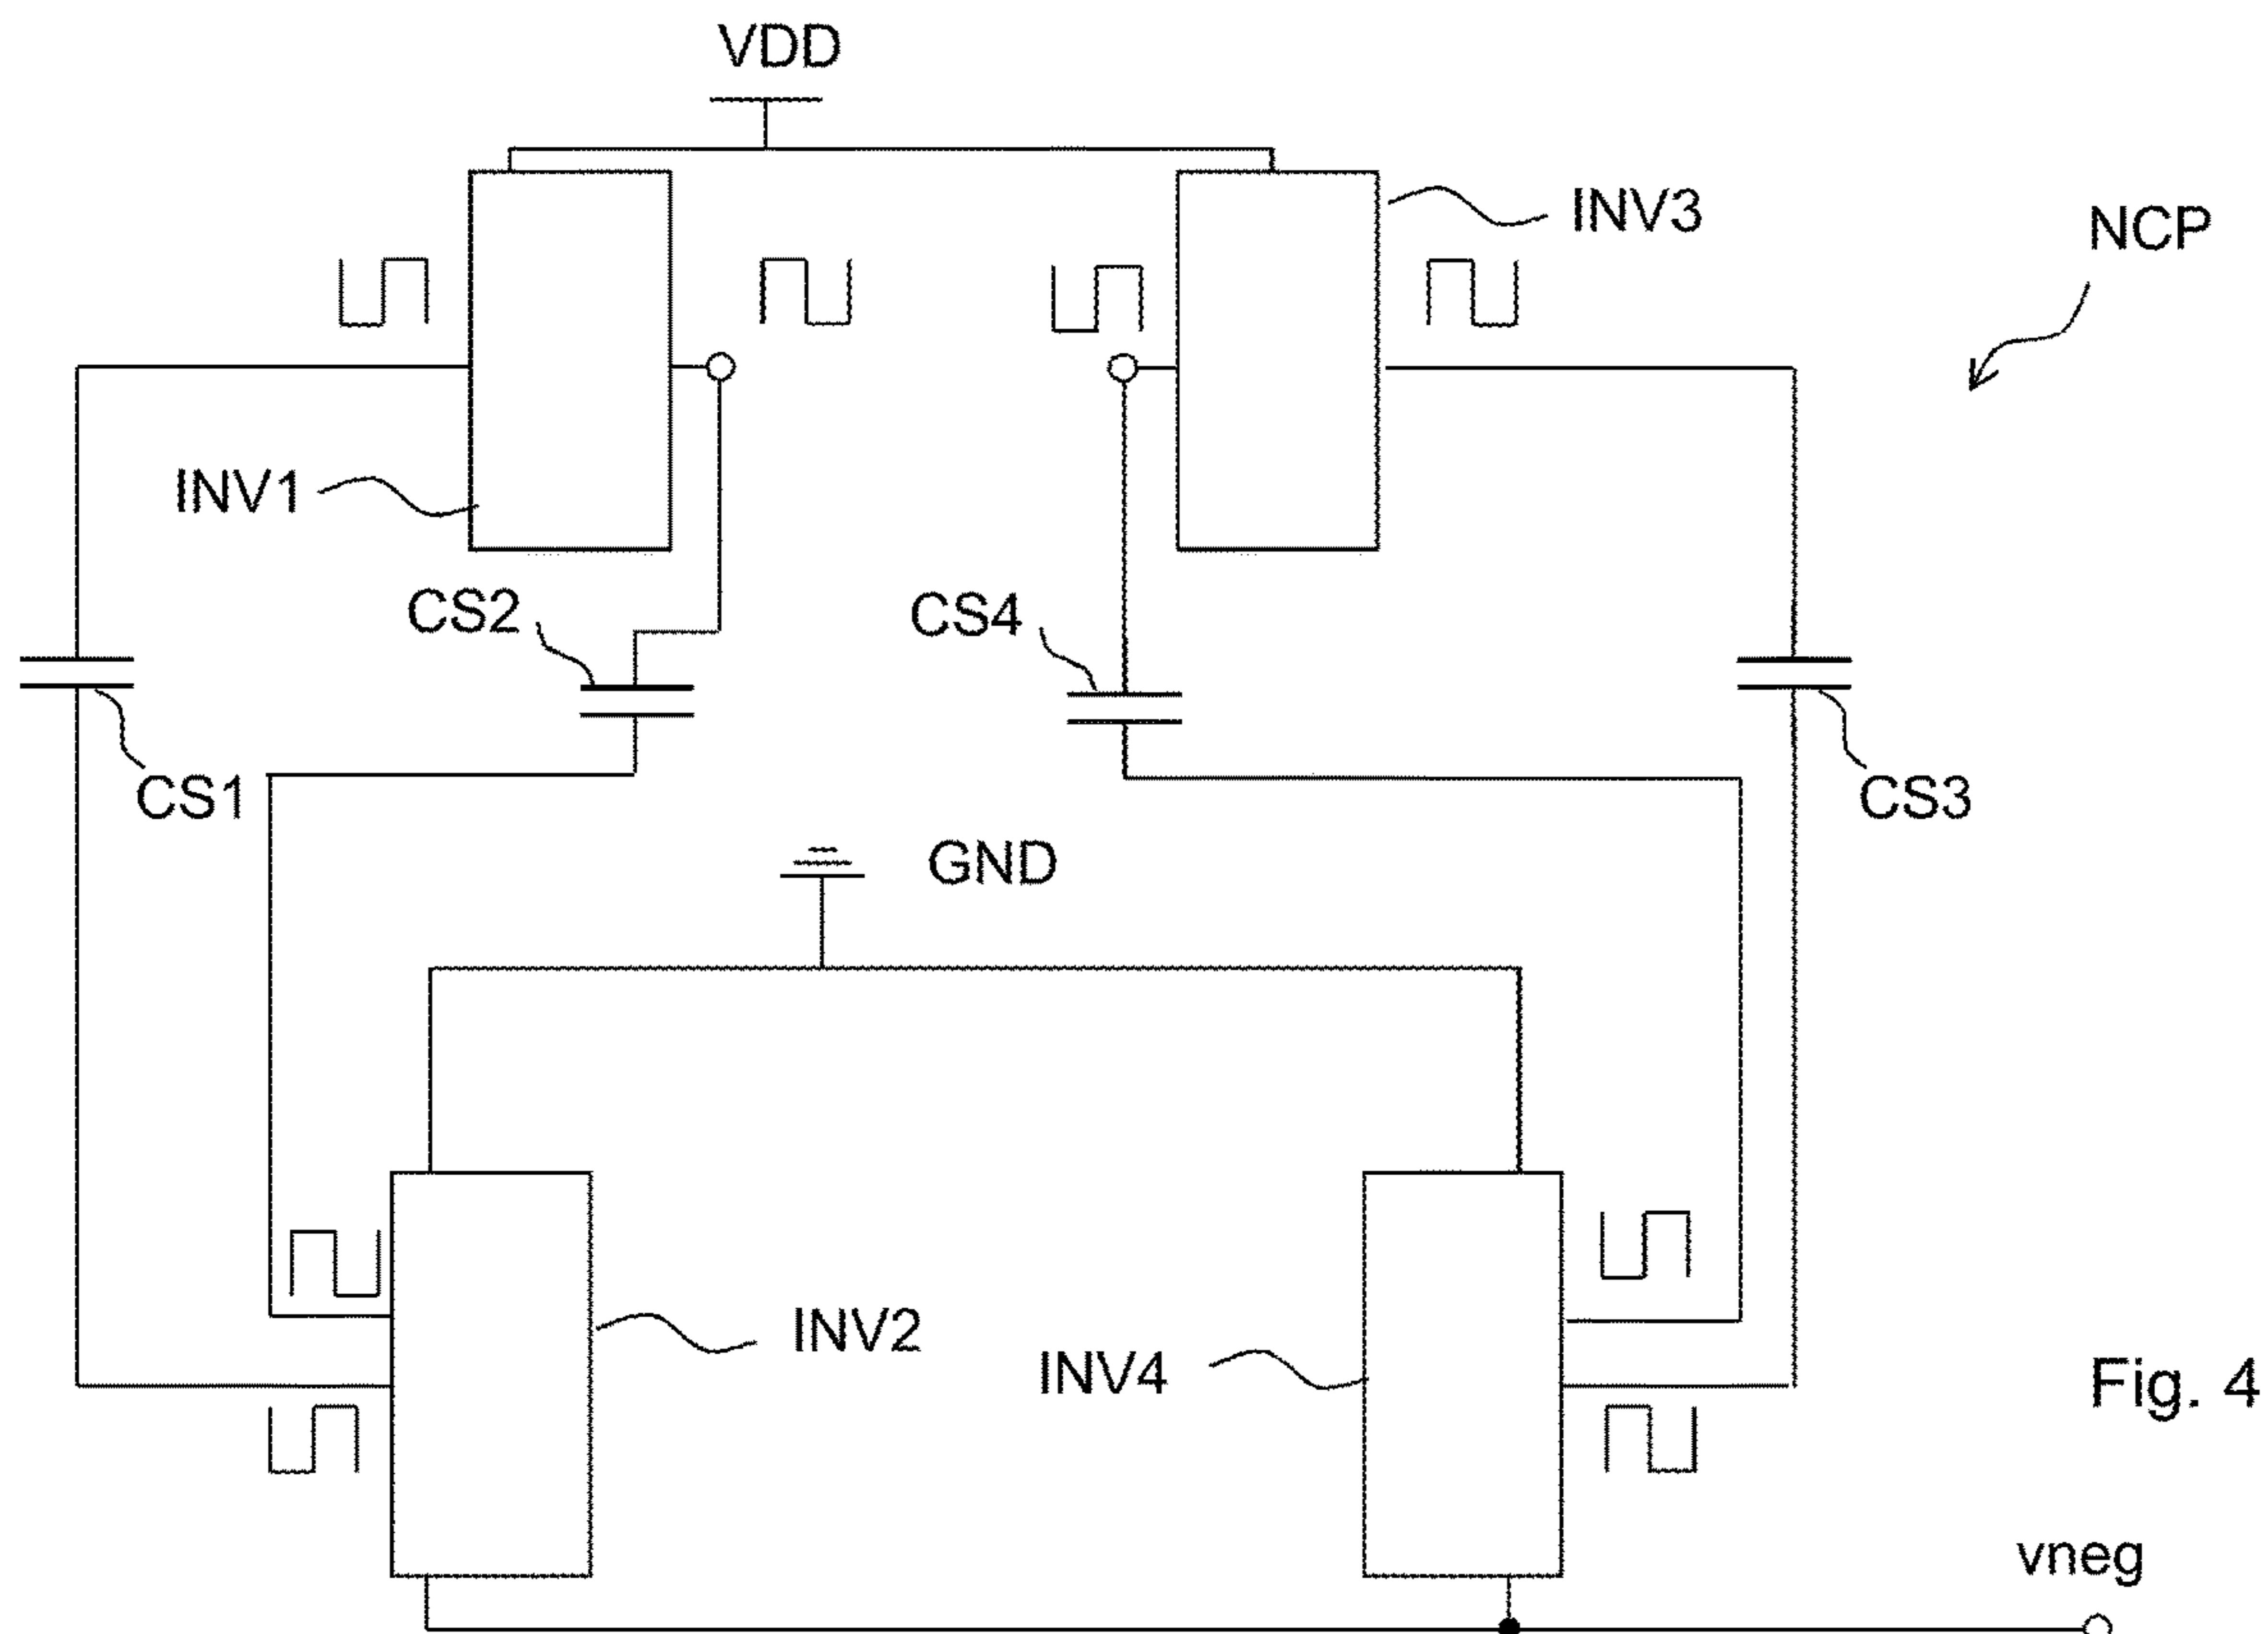 VDD
INV3
NCP
INV1
CS2
CS4
CS1
CS3
GND
INV2
INV4
Fig. 4
vneg